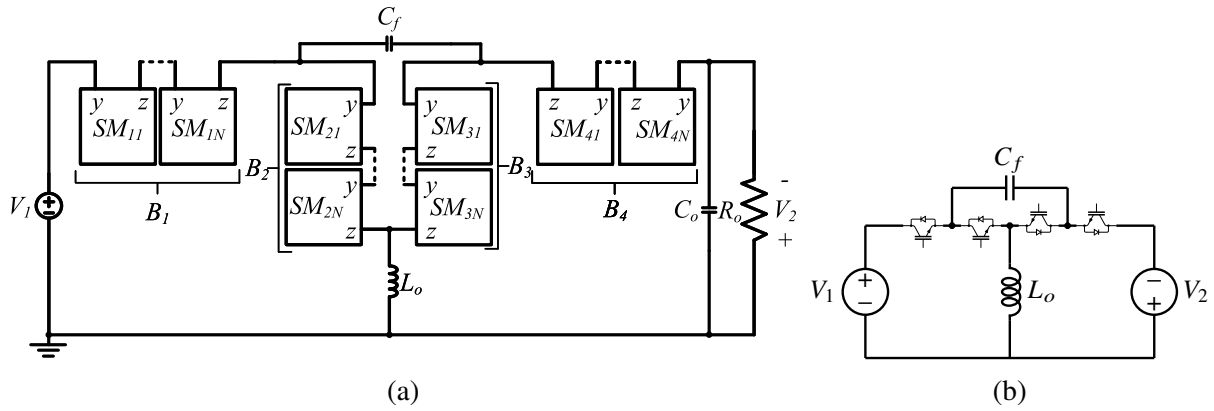 C_f
y z y z
SM_11 SM_1N
B_1
y
SM_21
z
y
SM_2N
z
B_2
y
SM_31
z
y
SM_3N
z
B_3
z y z y
SM_41 SM_4N
B_4
V_1
L_o
C_o R_o
-
V_2
+
(a)
C_f
V_1
L_o
V_2
(b)